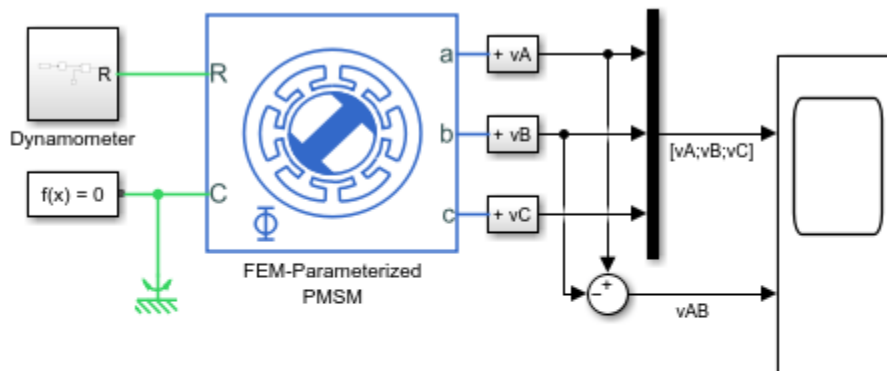 R
Dynamometer
f(x) = 0
R
C
a
b
c
Φ
FEM-Parameterized
PMSM
+ vA
+ vB
+ vC
[vA;vB;vC]
+
−
vAB